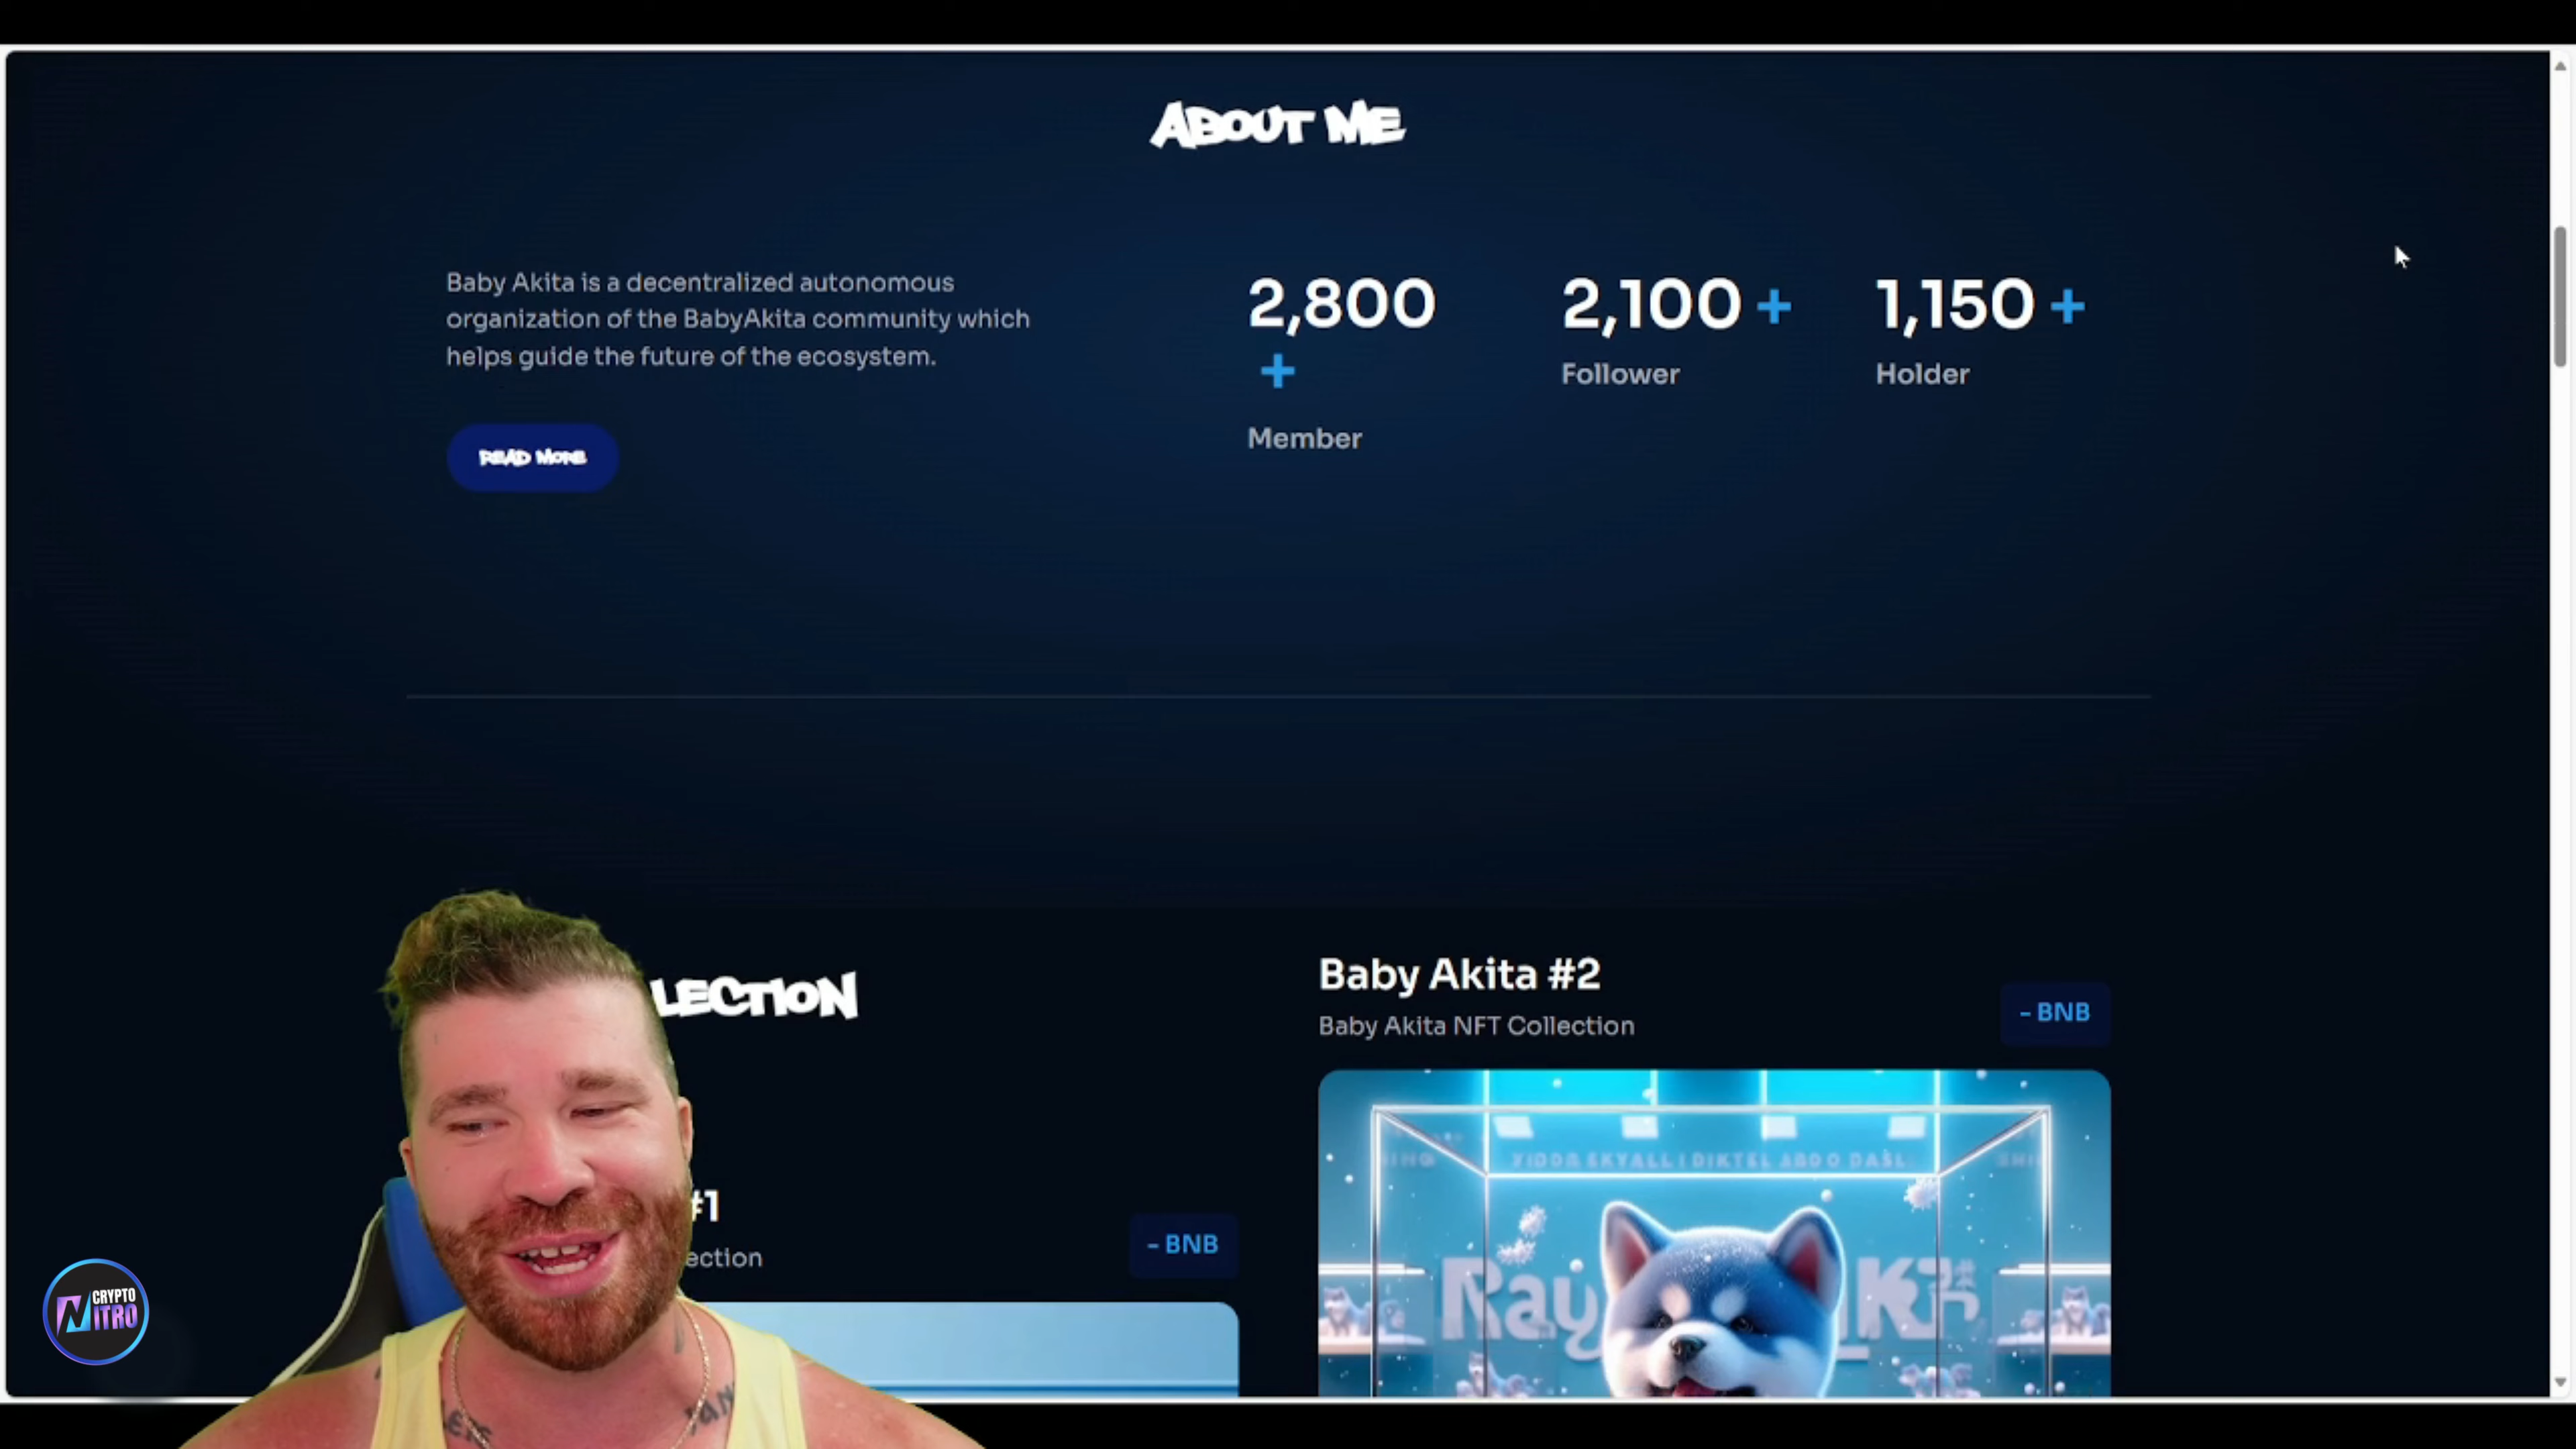 ABOUT ME
Baby Akita is a decentralized autonomous
organization of the BabyAkita community which
helps guide the future of the ecosystem.
READ MORE
2,800
+
Member
2,100 +
Follower
1,150 +
Holder
LECTION
#1
ection
- BNB
Baby Akita #2
Baby Akita NFT Collection
- BNB
Ray
CRYPTO
NITRO